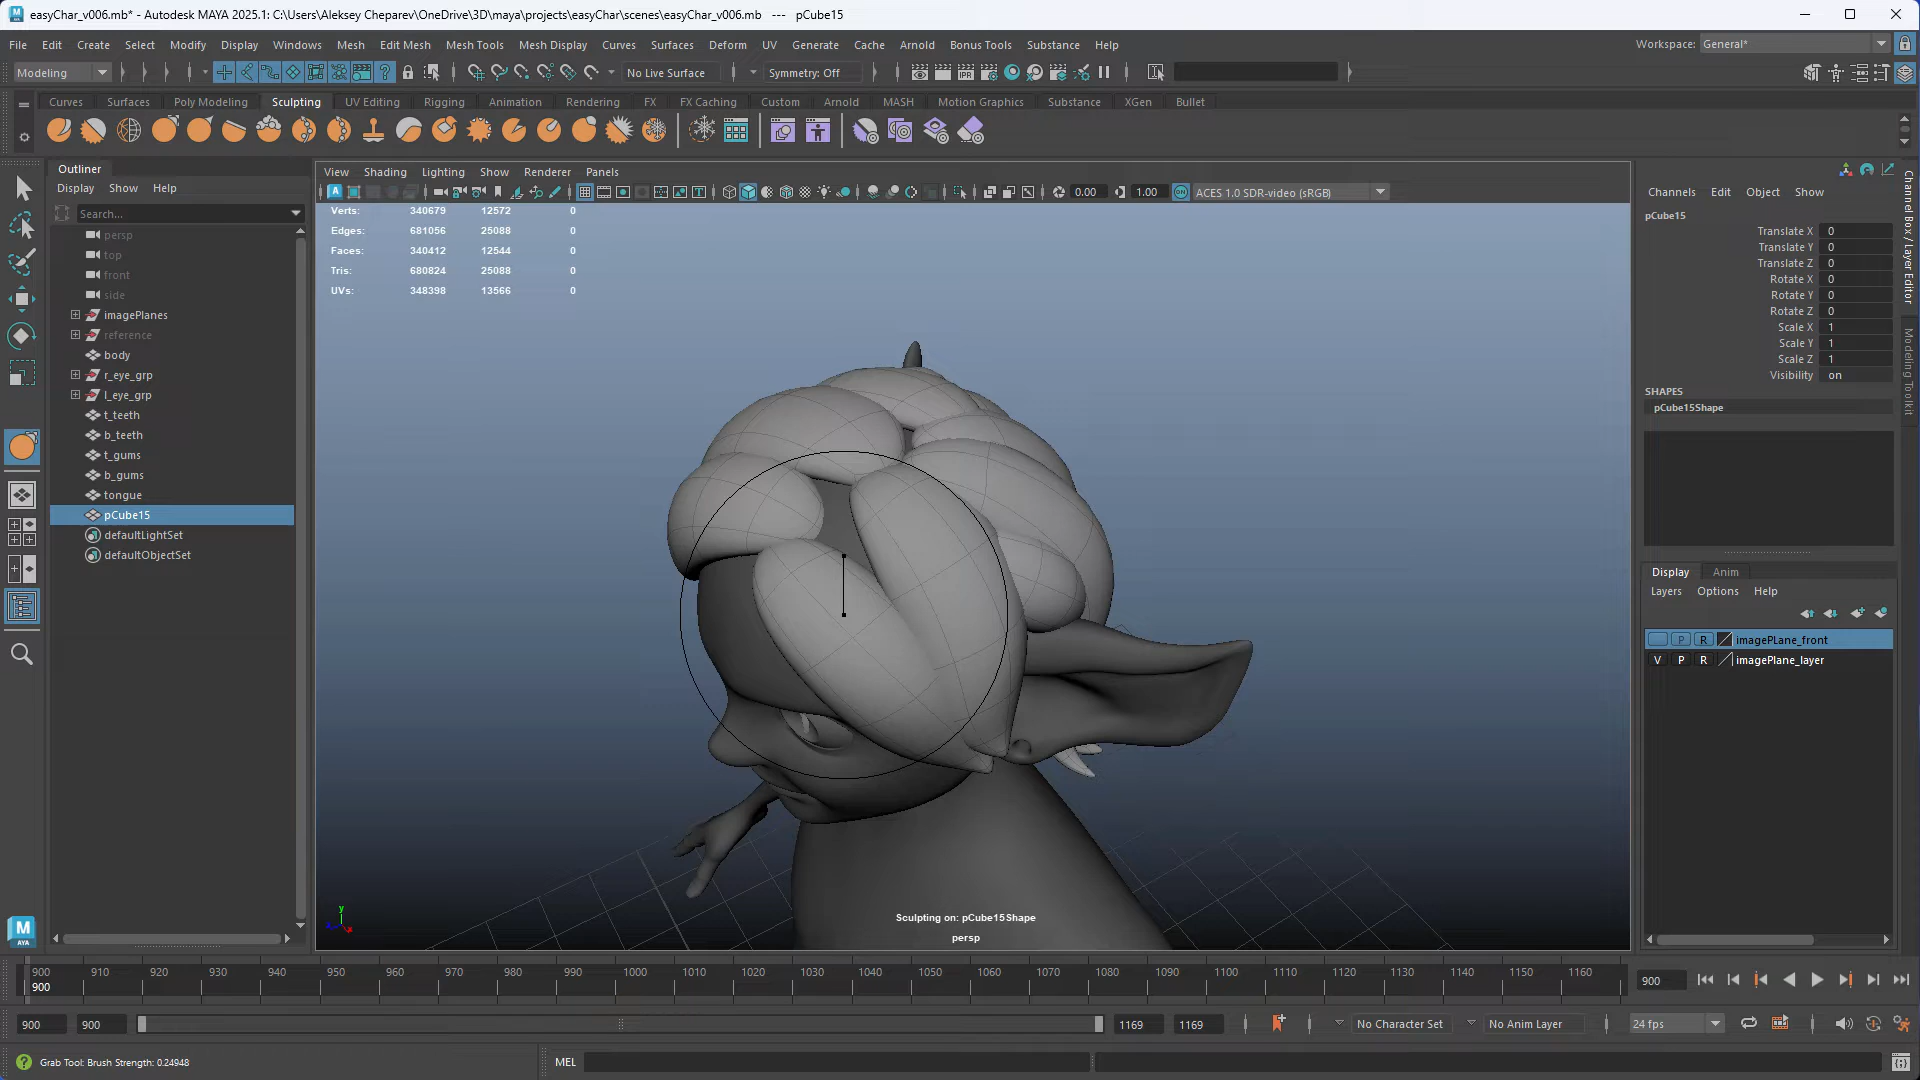 easyChar_v006.mb* - Autodesk MAYA 2025.1: C:\Users\Aleksey Cheparev\OneDrive\3D\maya\projects\easyChar\scenes\easyChar_v006.mb --- pCube15
File Edit Create Select Modify Display Windows Mesh Edit Mesh Mesh Tools Mesh Display Curves Surfaces Deform UV Generate Cache Arnold Bonus Tools Substance Help
Workspace: General*
Modeling
No Live Surface
Symmetry: Off
Curves Surfaces Poly Modeling Sculpting UV Editing Rigging Animation Rendering FX FX Caching Custom Arnold MASH Motion Graphics Substance XGen Bullet
Outliner
Display Show Help
Search...
persp
top
front
side
imagePlanes
reference
body
r_eye_grp
l_eye_grp
t_teeth
b_teeth
t_gums
b_gums
tongue
pCube15
defaultLightSet
defaultObjectSet
View Shading Lighting Show Renderer Panels
0.00
1.00
ACES 1.0 SDR-video (sRGB)
Verts: 340679 12572 0
Edges: 681056 25088 0
Faces: 340412 12544 0
Tris: 680824 25088 0
UVs: 348398 13566 0
y
Sculpting on: pCube15Shape
persp
Channels Edit Object Show
pCube15
Translate X 0
Translate Y 0
Translate Z 0
Rotate X 0
Rotate Y 0
Rotate Z 0
Scale X 1
Scale Y 1
Scale Z 1
Visibility on
SHAPES
pCube15Shape
Channel Box / Layer Editor
Modeling Toolkit
Display Anim
Layers Options Help
P R imagePLane_front
V P R imagePlane_layer
900 910 920 930 940 950 960 970 980 990 1000 1010 1020 1030 1040 1050 1060 1070 1080 1090 1100 1110 1120 1130 1140 1150 1160
900
900
900
900
1169
1169
No Character Set
No Anim Layer
24 fps
Grab Tool: Brush Strength: 0.24948
MEL